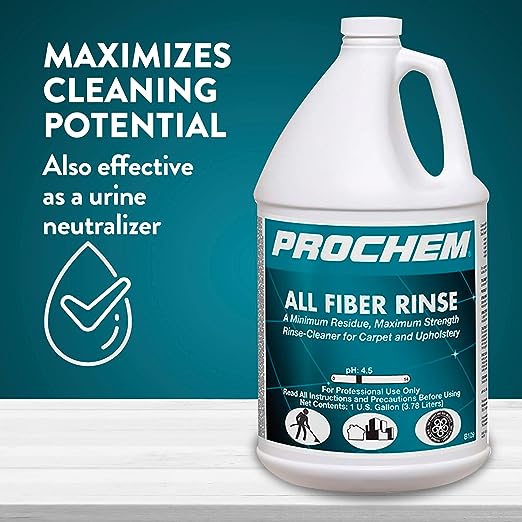 MAXIMIZES
CLEANING
POTENTIAL
Also effective
as a urine
neutralizer
PROCHEM®
ALL FIBER RINSE
A Minimum Residue, Maximum Strength
Rinse-Cleaner for Carpet and Upholstery
pH: 4.5
For Professional Use Only
Read All Instructions and Precautions Before Using
Net Contents: 1 U.S. Gallon (3.78 Liters)
B109